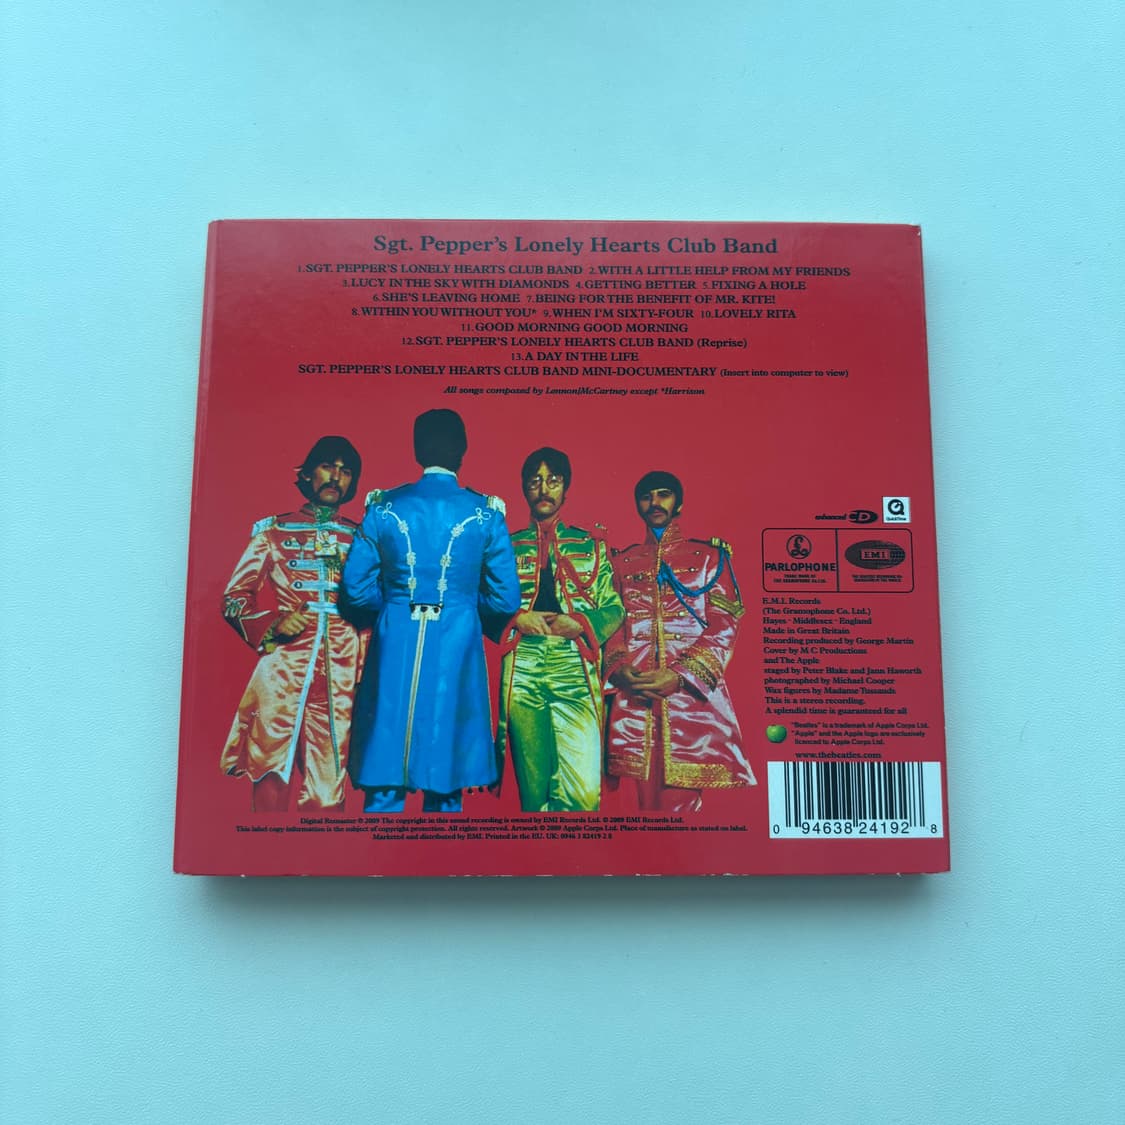 Sgt. Pepper's Lonely Hearts Club Band
1.SGT. PEPPER'S LONELY HEARTS CLUB BAND 2.WITH A LITTLE HELP FROM MY FRIENDS
3.LUCY IN THE SKY WITH DIAMONDS 4.GETTING BETTER 5.FIXING A HOLE
6.SHE'S LEAVING HOME 7.BEING FOR THE BENEFIT OF MR. KITE!
8.WITHIN YOU WITHOUT YOU* 9.WHEN I'M SIXTY-FOUR 10.LOVELY RITA
11.GOOD MORNING GOOD MORNING
12.SGT. PEPPER'S LONELY HEARTS CLUB BAND (Reprise)
13.A DAY IN THE LIFE
SGT. PEPPER'S LONELY HEARTS CLUB BAND MINI-DOCUMENTARY (Insert into computer to view)
All songs composed by Lennon/McCartney except *Harrison
enhanced CD
QuickTime
PARLOPHONE
TRADE MARK OF
THE GRAMOPHONE CO. LTD.
EMI
E.M.I. Records
(The Gramophone Co. Ltd.)
Hayes · Middlesex · England
Made in Great Britain
Recording produced by George Martin
Cover by M C Productions
and The Apple
staged by Peter Blake and Jann Haworth
photographed by Michael Cooper
Wax figures by Madame Tussauds
This is a stereo recording.
A splendid time is guaranteed for all
"Beatles" is a trademark of Apple Corps Ltd.
"Apple" and the Apple logo are exclusively
licenced to Apple Corps Ltd.
www.thebeatles.com
0 94638 24192 8
Digital Remaster ℗ 2009 The copyright in this sound recording is owned by EMI Records Ltd. © 2009 EMI Records Ltd.
This label copy information is the subject of copyright protection. All rights reserved. Artwork © 2009 Apple Corps Ltd. Place of manufacture as stated on label.
Marketed and distributed by EMI. Printed in the EU. UK: 0946 3 82419 2 8